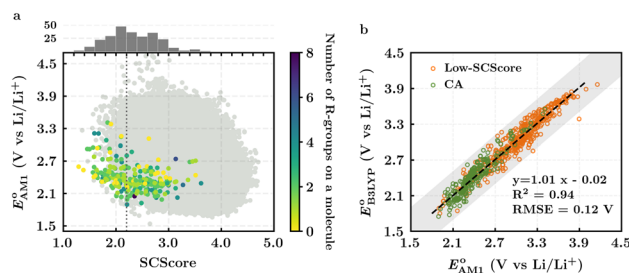 a
50
25
4.5
3.9
3.3
2.7
2.1
1.5
E°AM1 (V vs Li/Li⁺)
1.0 2.0 3.0 4.0 5.0
SCScore
8
6
4
2
0
Number of R-groups on a molecule
b
4.5
3.9
3.3
2.7
2.1
1.5
E°B3LYP (V vs Li/Li⁺)
Low-SCScore
CA
y=1.01 x - 0.02
R² = 0.94
RMSE = 0.12 V
1.5 2.1 2.7 3.3 3.9 4.5
E°AM1 (V vs Li/Li⁺)